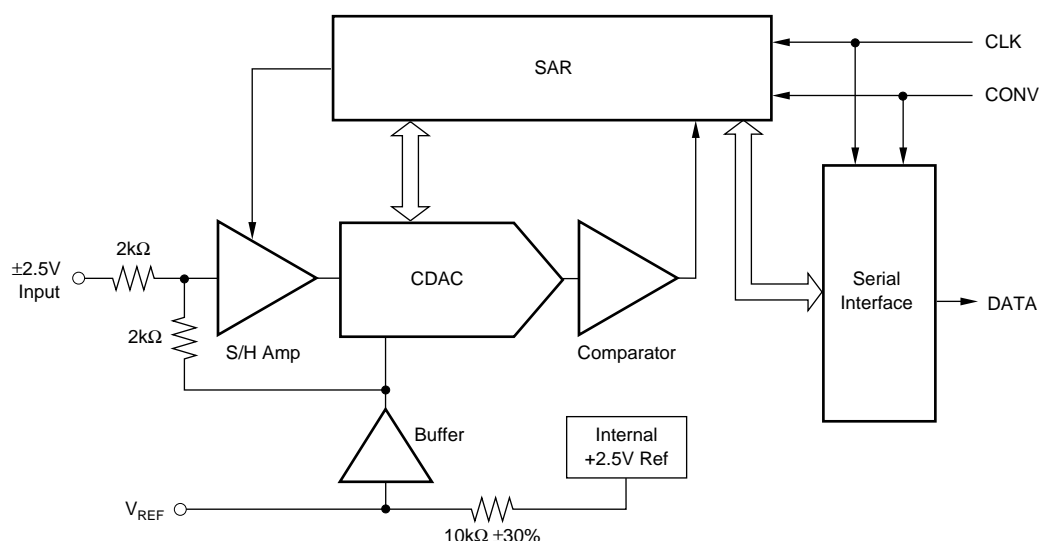 SAR
CLK
CONV
2kΩ
±2.5V
Input
CDAC
Serial
Interface
DATA
2kΩ
S/H Amp
Comparator
Buffer
Internal
+2.5V Ref
VREF
10kΩ ±30%